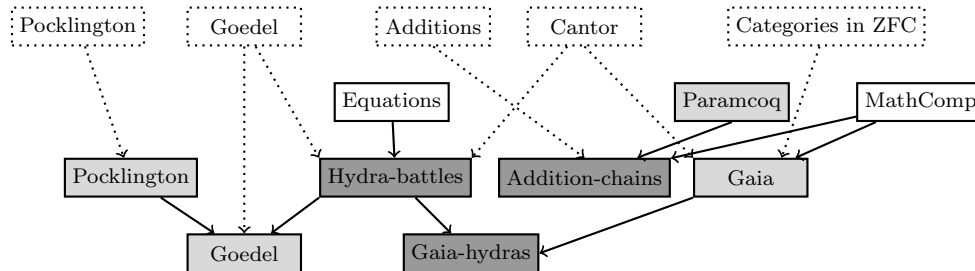 Pocklington
Goedel
Additions
Cantor
Categories in ZFC
Equations
Paramcoq
MathComp
Pocklington
Hydra-battles
Addition-chains
Gaia
Goedel
Gaia-hydras